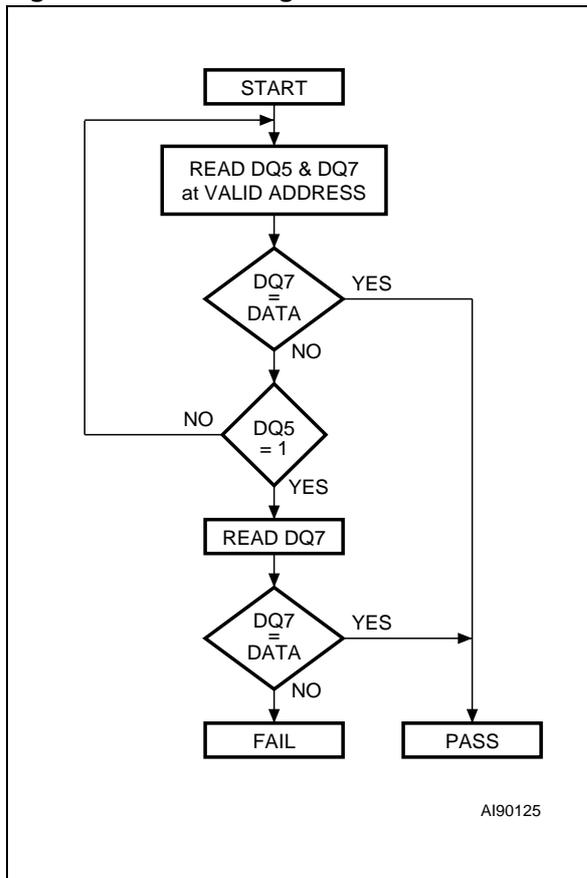 START
READ DQ5 & DQ7
at VALID ADDRESS
DQ7
=
DATA
YES
NO
DQ5
= 1
NO
YES
READ DQ7
DQ7
=
DATA
YES
NO
FAIL
PASS
AI90125